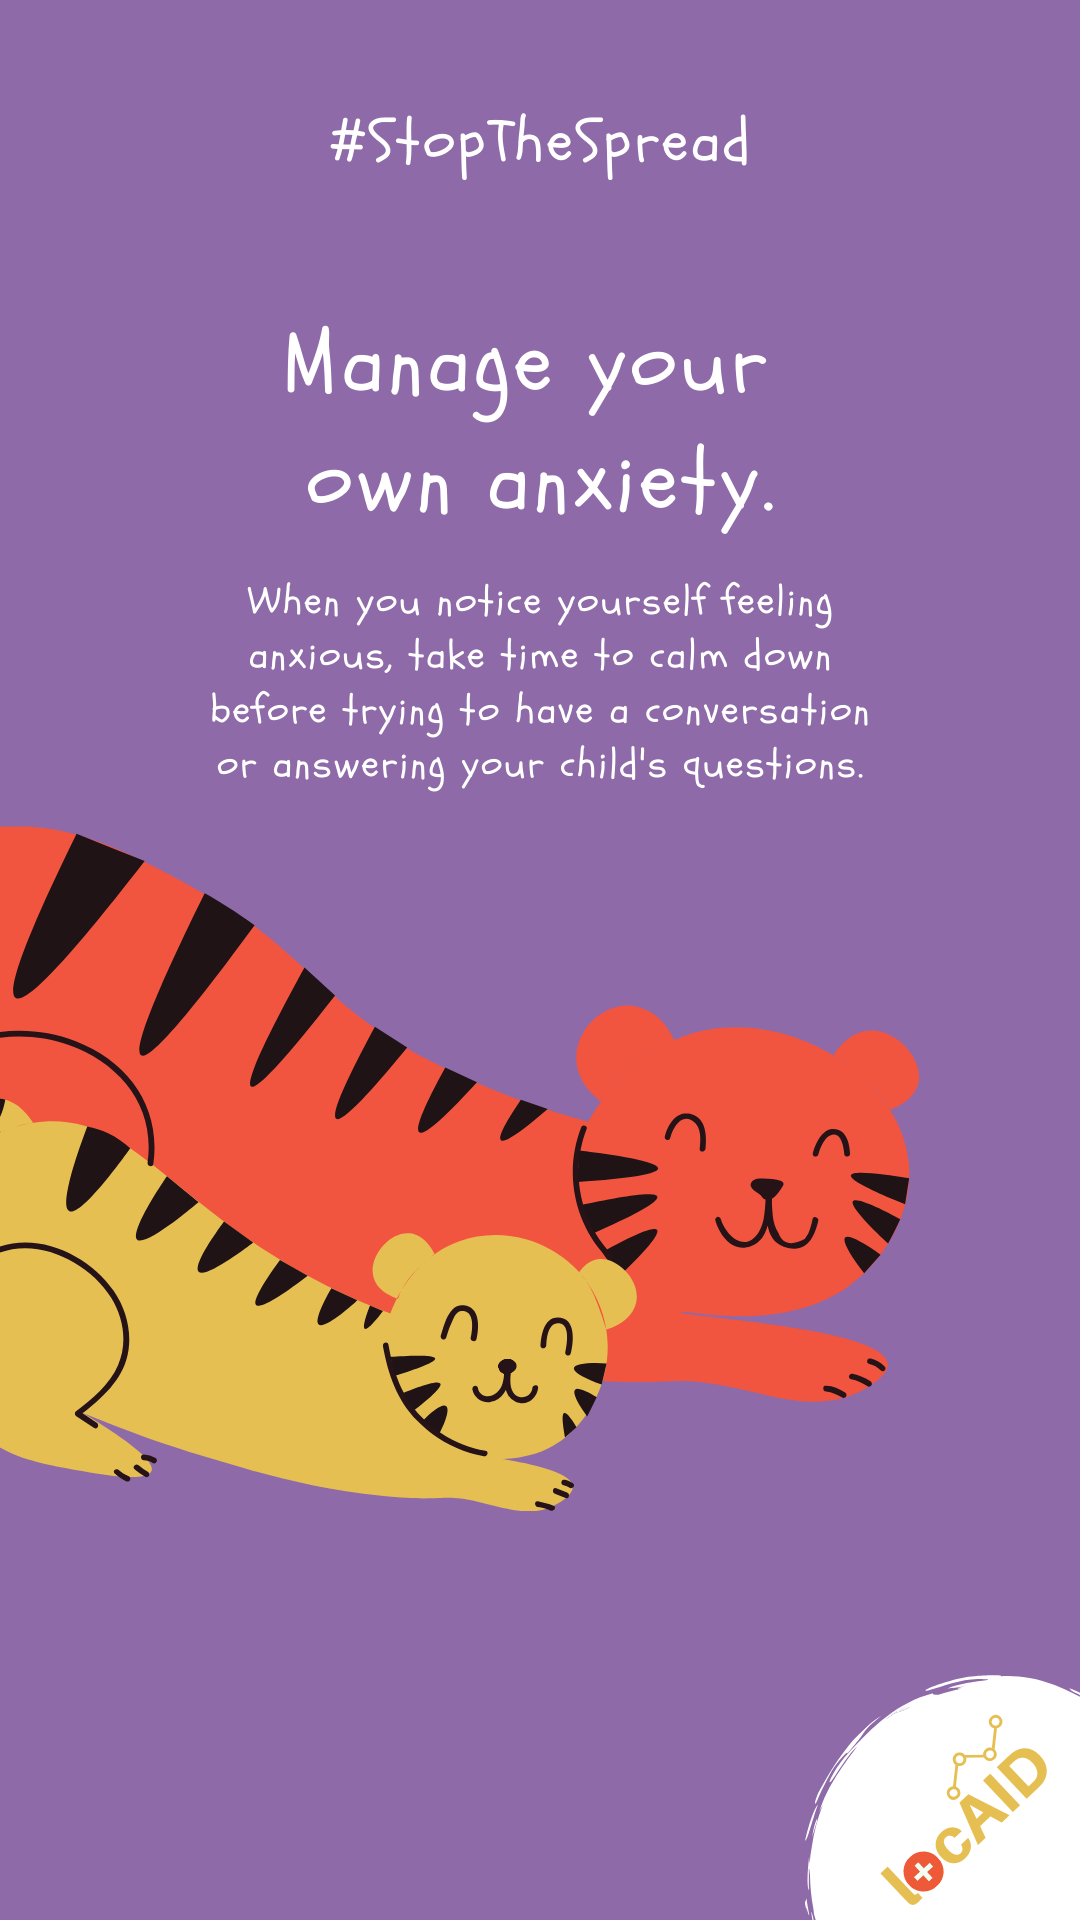 #StopTheSpread
Manage your
own anxiety.
When you notice yourself feeling
anxious, take time to calm down
before trying to have a conversation
or answering your child's questions.
locAID